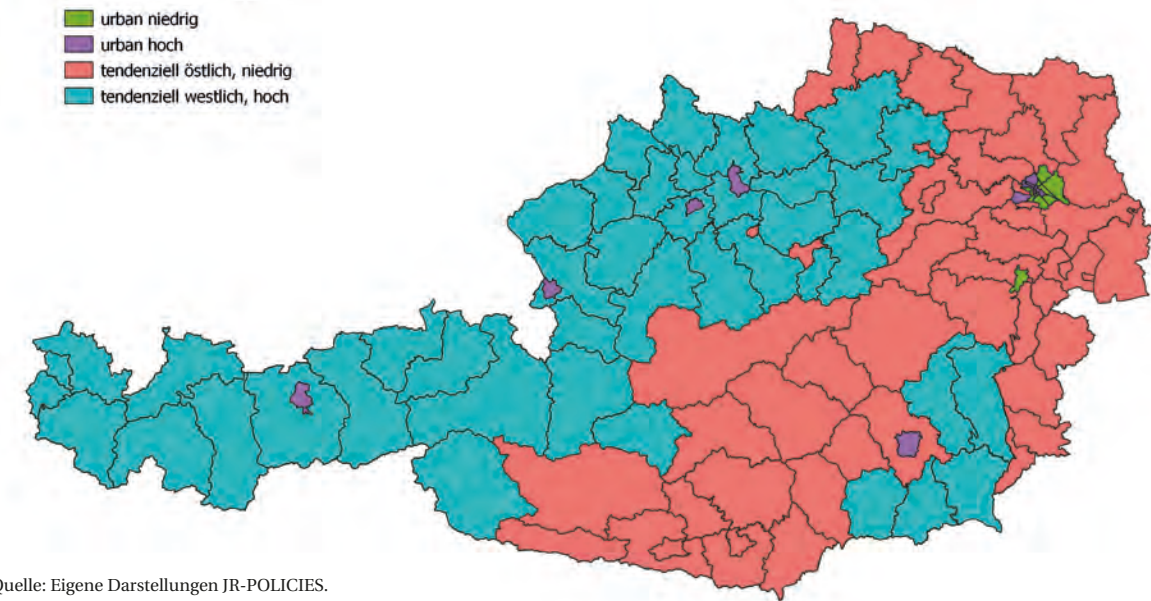 urban niedrig
urban hoch
tendenziell östlich, niedrig
tendenziell westlich, hoch
Quelle: Eigene Darstellungen JR-POLICIES.